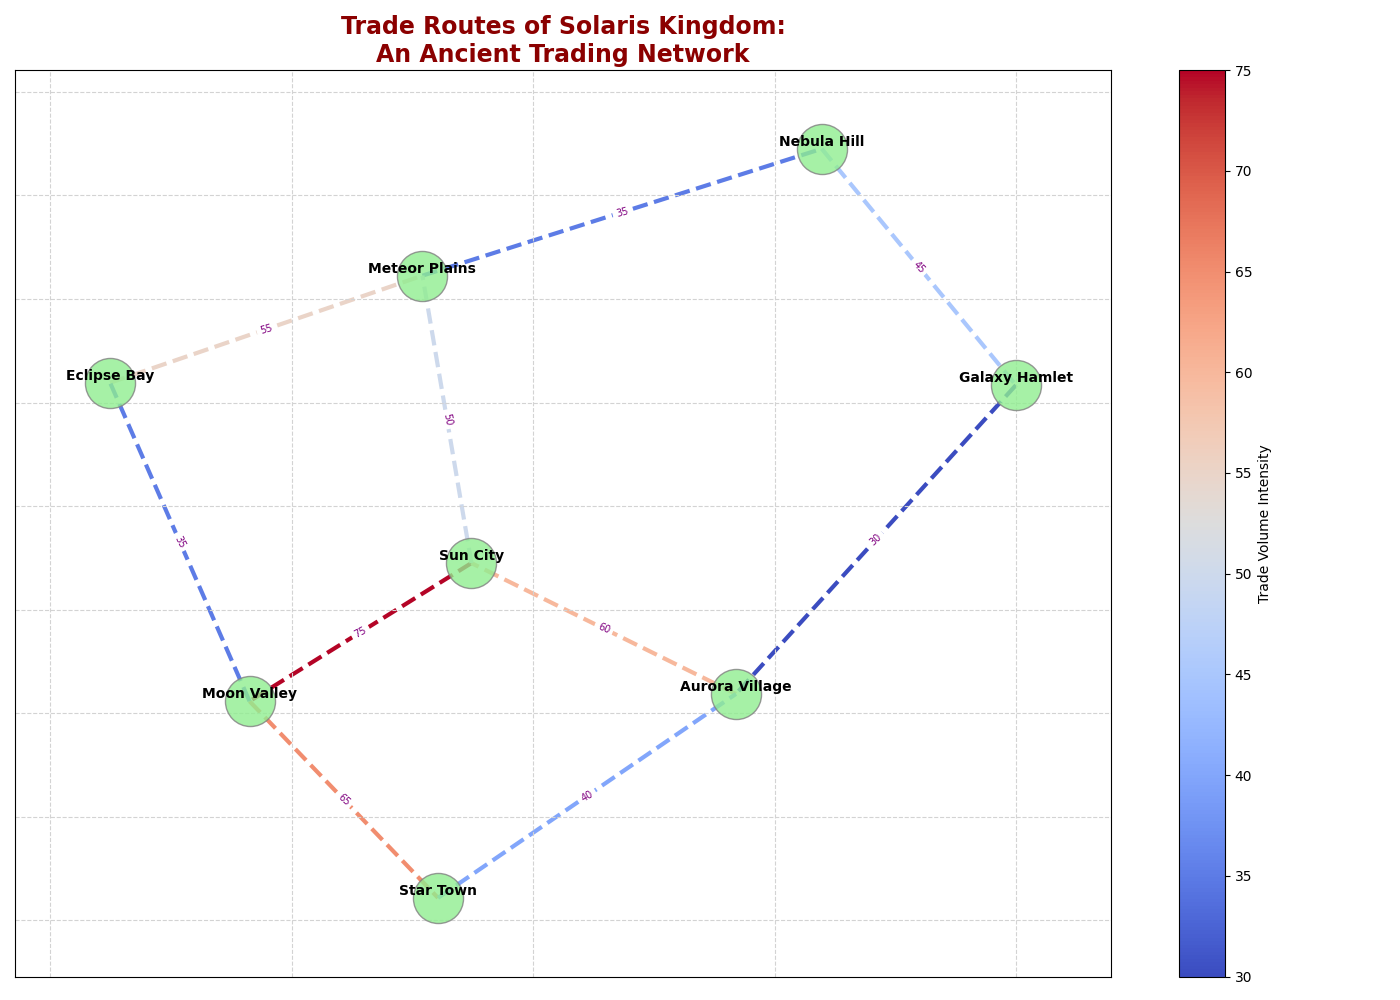 Trade Routes of Solaris Kingdom:
An Ancient Trading Network
Nebula Hill
35
Meteor Plains
45
55
Eclipse Bay
Galaxy Hamlet
50
35
30
Sun City
75
60
Moon Valley
Aurora Village
65
40
Star Town
75
70
65
60
55
50
45
40
35
30
Trade Volume Intensity